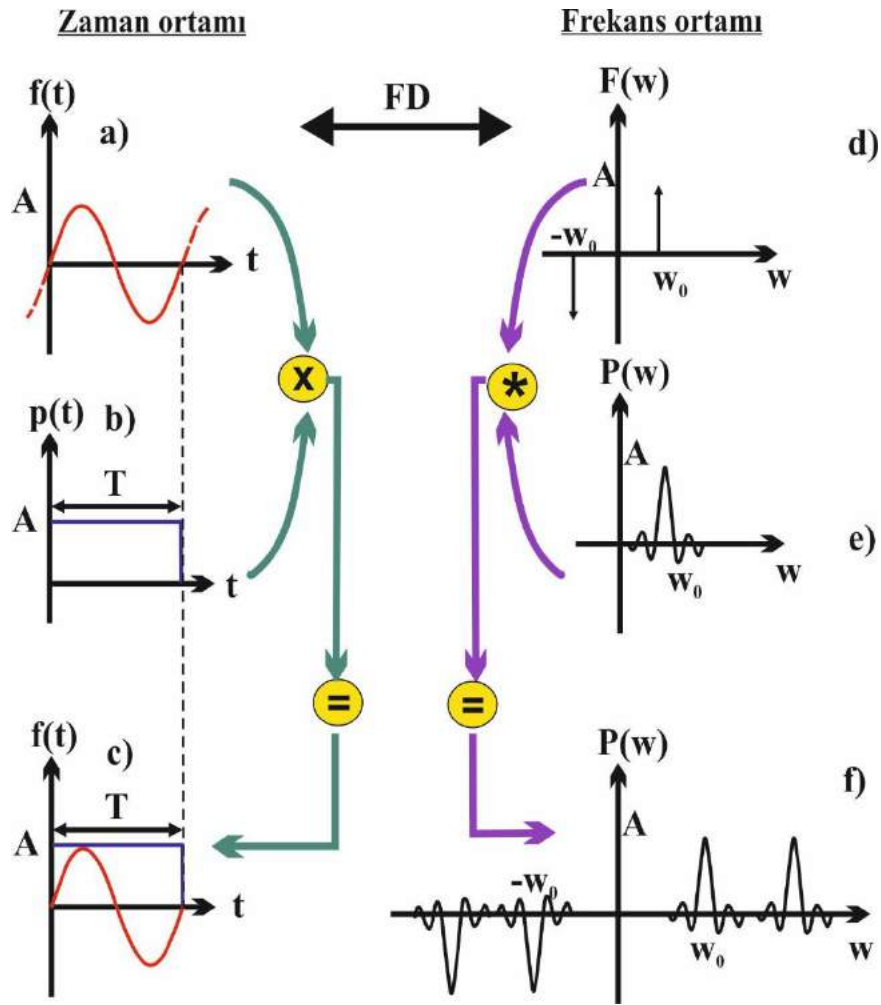 Zaman ortamı
Frekans ortamı
f(t)
a)
A
t
FD
F(w)
d)
A
-w₀
w₀
w
x
*
p(t)
b)
T
A
t
P(w)
A
e)
w₀
w
=
=
f(t)
c)
T
A
t
P(w)
f)
A
-w₀
w₀
w